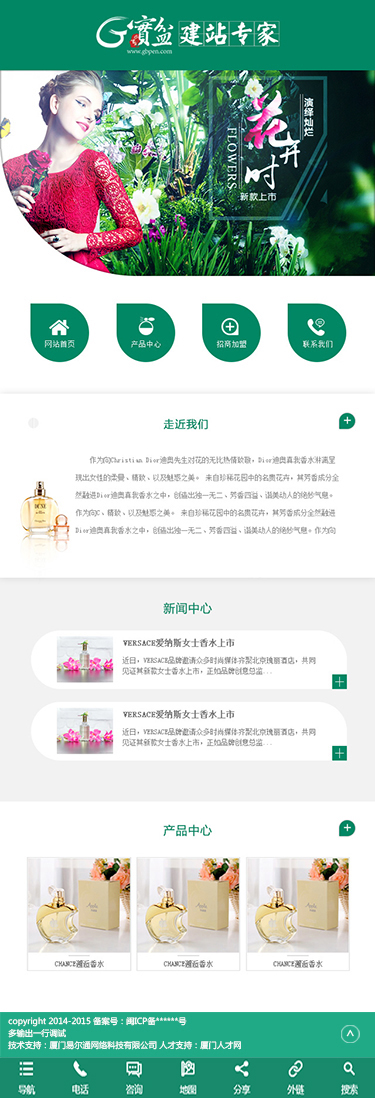 G寶盆 建站专家
www.gbpen.com
演绎灿烂
花开时
FLOWERS
新款上市
网站首页
产品中心
招商加盟
联系我们
走近我们
作为向Christian Dior迪奥先生对花的无比热情致敬，Dior迪奥真我香水淋漓呈
现出女性的柔曼、精致、以及魅惑之美。 来自珍稀花园中的名贵花卉，其芳香成分全
然融进Dior迪奥真我香水之中，创造出独一无二、芳香四溢、谐美动人的绝妙气息。
作为向C、精致、以及魅惑之美。 来自珍稀花园中的名贵花卉，其芳香成分全然融进
Dior迪奥真我香水之中，创造出独一无二、芳香四溢、谐美动人的绝妙气息。作为向
新闻中心
VERSACE爱纳斯女士香水上市
近日，VERSACE品牌邀请众多时尚媒体齐聚北京瑰丽酒店，共同
见证其新款女士香水上市，正如品牌创意总监...
VERSACE爱纳斯女士香水上市
近日，VERSACE品牌邀请众多时尚媒体齐聚北京瑰丽酒店，共同
见证其新款女士香水上市，正如品牌创意总监...
产品中心
CHANCE邂逅香水
CHANCE邂逅香水
CHANCE邂逅香水
copyright 2014-2015 备案号：闽ICP备******号
多输出一行调试
技术支持：厦门易尔通网络科技有限公司 人才支持：厦门人才网
导航
电话
咨询
地图
分享
外链
搜索